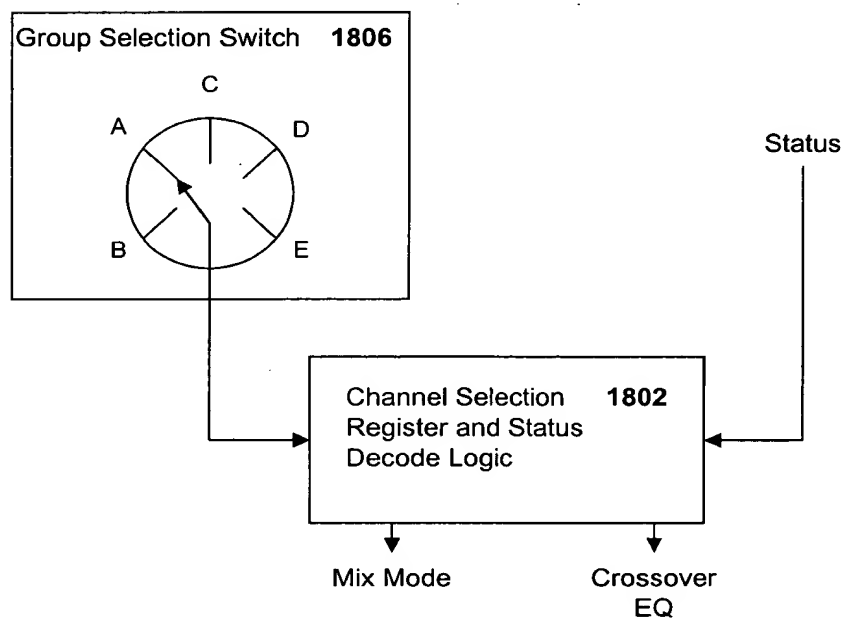 Group Selection Switch 1806
C
A
D
B
E
Status
Channel Selection 1802
Register and Status
Decode Logic
Mix Mode
Crossover
EQ